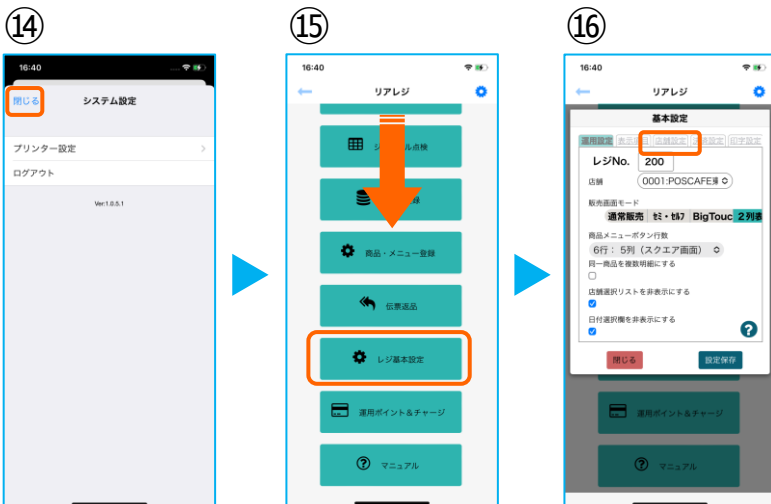 ⑭
⑮
⑯
16:40
閉じる
システム設定
プリンター設定
ログアウト
Ver:1.0.5.1
16:40
リアレジ
点検
商品・メニュー登録
伝票返品
レジ基本設定
運用ポイント&チャージ
マニュアル
16:40
リアレジ
基本設定
運用設定 店舗設定 印字設定
レジNo. 200
店舗 0001:POSCAFE
販売画面モード
通常販売 セミ・セルフ BigTouc 2列表
商品メニューボタン行数
6行: 5列 (スクエア画面)
同一商品を複数明細にする
店舗選択リストを非表示にする
日付選択欄を非表示にする
?
閉じる 設定保存
運用ポイント&チャージ
マニュアル